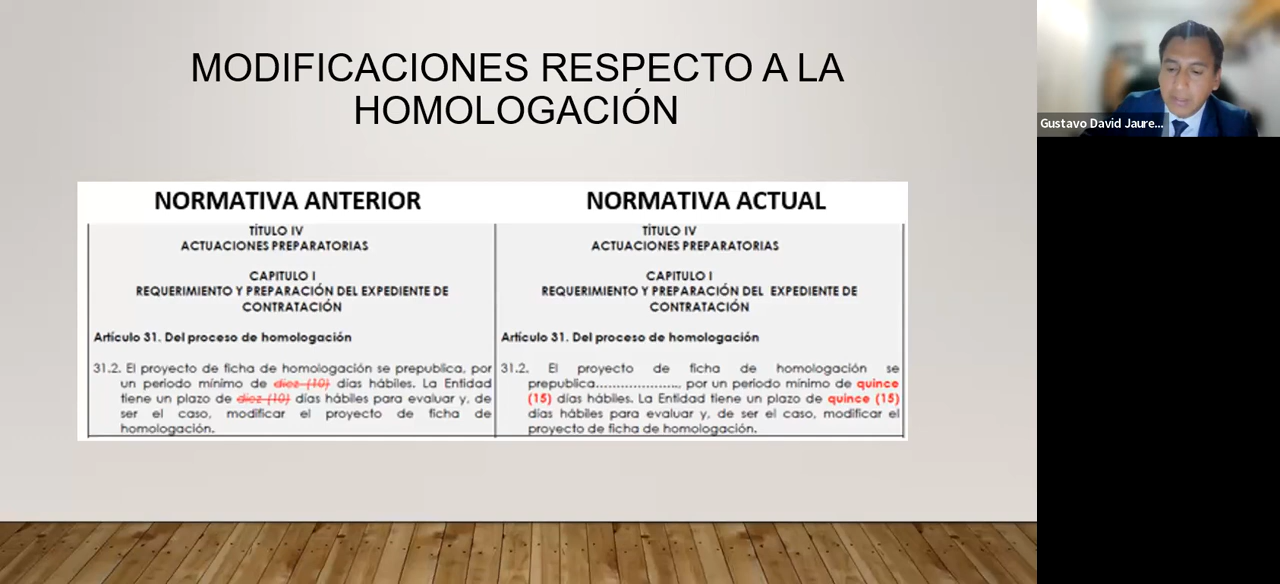 MODIFICACIONES RESPECTO A LA
HOMOLOGACIÓN
NORMATIVA ANTERIOR
TÍTULO IV
ACTUACIONES PREPARATORIAS
CAPITULO I
REQUERIMIENTO Y PREPARACIÓN DEL EXPEDIENTE DE
CONTRATACIÓN
Artículo 31. Del proceso de homologación
31.2. El proyecto de ficha de homologación se prepublica, por
un periodo mínimo de diez (10) días hábiles. La Entidad
tiene un plazo de diez (10) días hábiles para evaluar y, de
ser el caso, modificar el proyecto de ficha de
homologación.
NORMATIVA ACTUAL
TÍTULO IV
ACTUACIONES PREPARATORIAS
CAPITULO I
REQUERIMIENTO Y PREPARACIÓN DEL EXPEDIENTE DE
CONTRATACIÓN
Artículo 31. Del proceso de homologación
31.2. El proyecto de ficha de homologación se
prepublica...................., por un periodo mínimo de quince
(15) días hábiles. La Entidad tiene un plazo de quince (15)
días hábiles para evaluar y, de ser el caso, modificar el
proyecto de ficha de homologación.
Gustavo David Jaure...